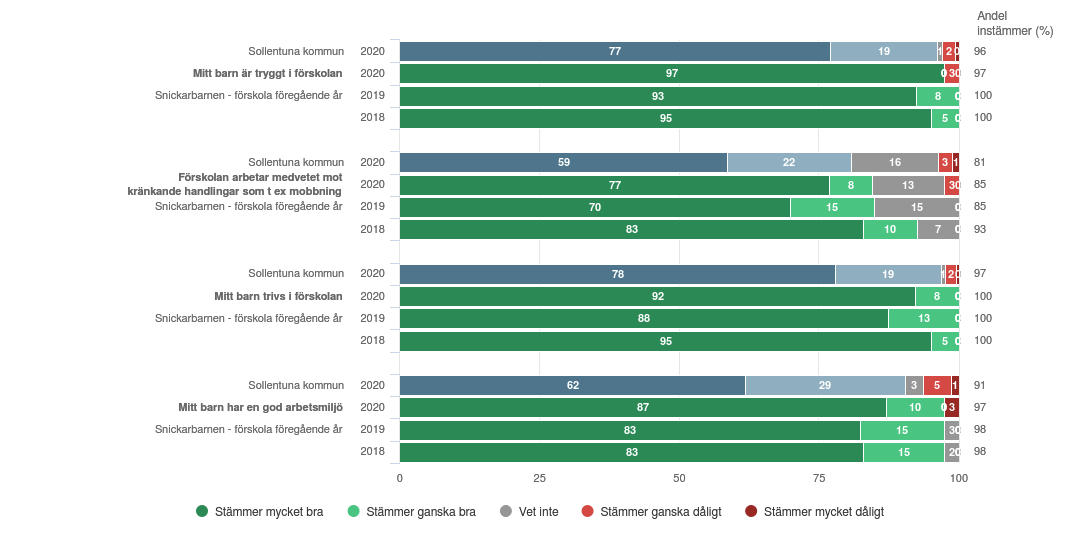 Andel
instämmer (%)
Sollentuna kommun 2020 77 19 1 2 0 96
Mitt barn är tryggt i förskolan 2020 97 0 3 0 97
Snickarbarnen - förskola föregående år 2019 93 8 0 100
2018 95 5 0 100
Sollentuna kommun 2020 59 22 16 3 1 81
Förskolan arbetar medvetet mot
kränkande handlingar som t ex mobbning 2020 77 8 13 3 0 85
Snickarbarnen - förskola föregående år 2019 70 15 15 0 85
2018 83 10 7 0 93
Sollentuna kommun 2020 78 19 1 2 0 97
Mitt barn trivs i förskolan 2020 92 8 0 100
Snickarbarnen - förskola föregående år 2019 88 13 0 100
2018 95 5 0 100
Sollentuna kommun 2020 62 29 3 5 1 91
Mitt barn har en god arbetsmiljö 2020 87 10 0 3 97
Snickarbarnen - förskola föregående år 2019 83 15 3 0 98
2018 83 15 2 0 98
0 25 50 75 100
Stämmer mycket bra Stämmer ganska bra Vet inte Stämmer ganska dåligt Stämmer mycket dåligt